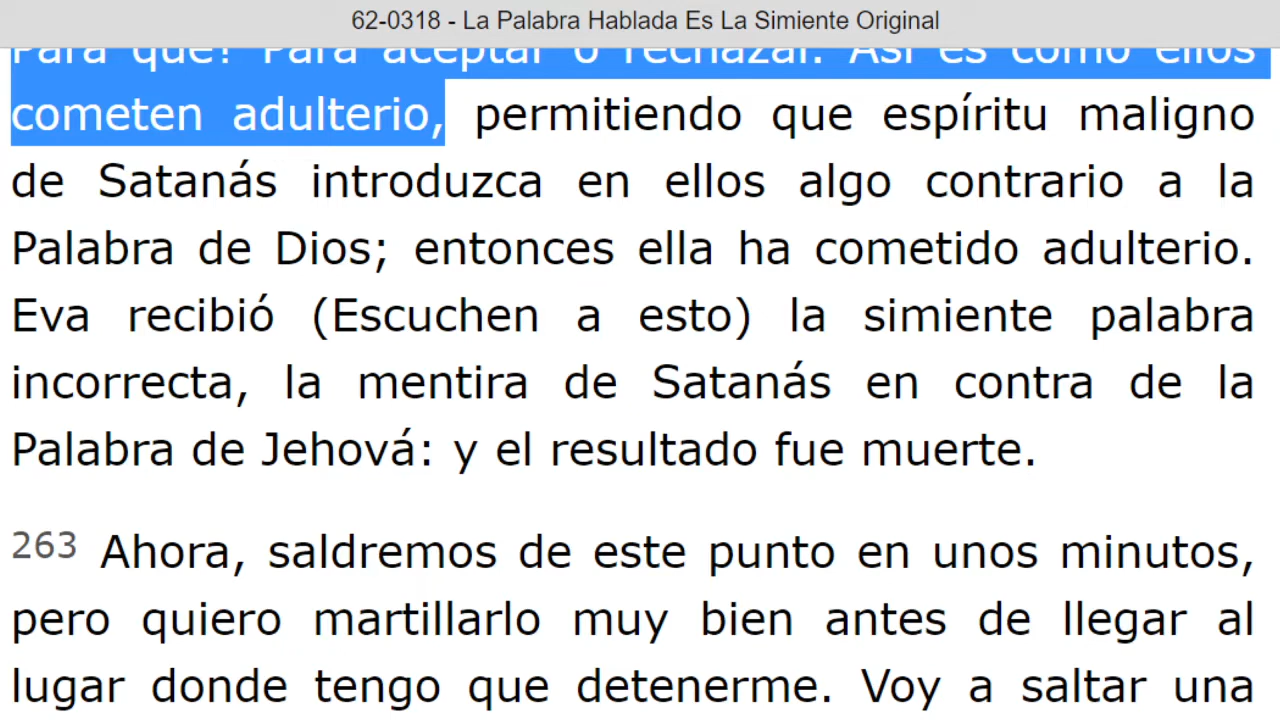 62-0318 - La Palabra Hablada Es La Simiente Original
Para qué? Para aceptar o rechazar. Así es como ellos
cometen adulterio, permitiendo que espíritu maligno
de Satanás introduzca en ellos algo contrario a la
Palabra de Dios; entonces ella ha cometido adulterio.
Eva recibió (Escuchen a esto) la simiente palabra
incorrecta, la mentira de Satanás en contra de la
Palabra de Jehová: y el resultado fue muerte.
263 Ahora, saldremos de este punto en unos minutos,
pero quiero martillarlo muy bien antes de llegar al
lugar donde tengo que detenerme. Voy a saltar una